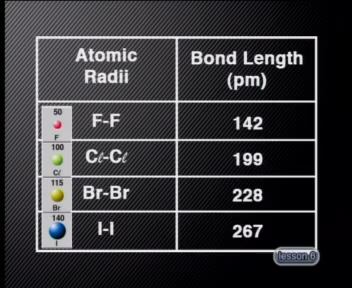 Atomic
Radii
Bond Length
(pm)
50
F
F-F
142
100
Cl
Cl-Cl
199
115
Br
Br-Br
228
140
I
I-I
267
lesson 6